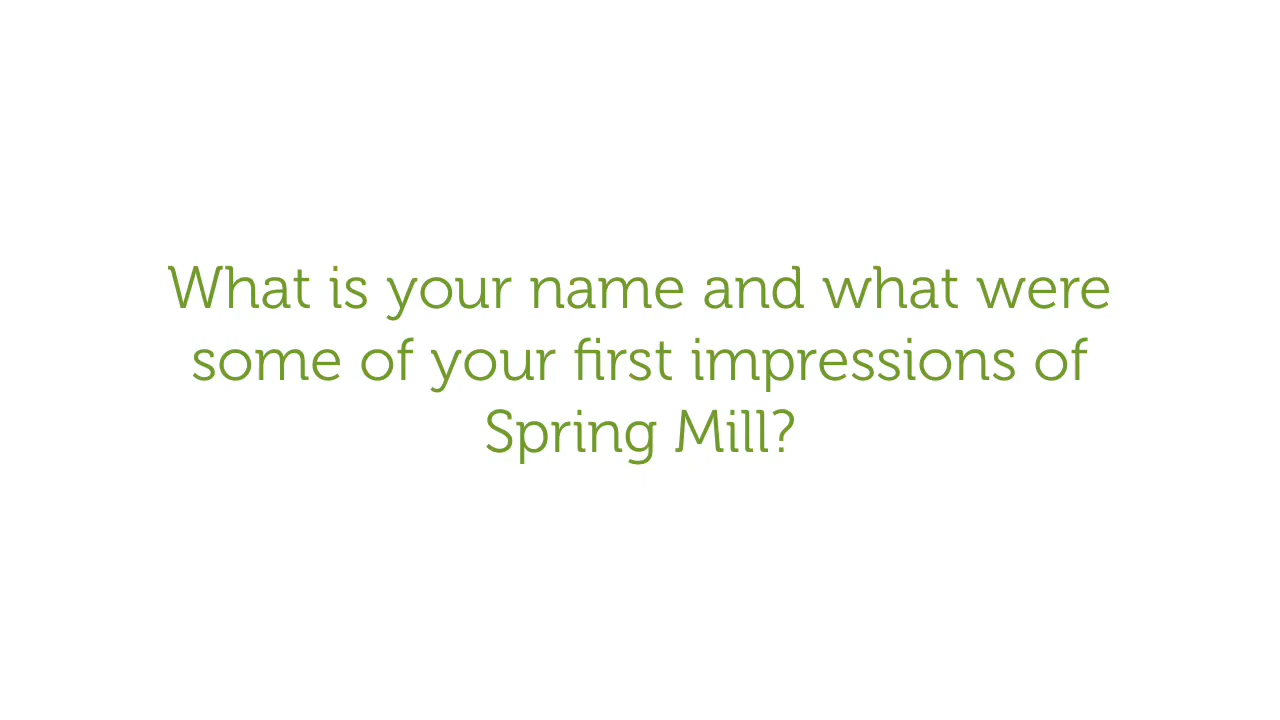 What is your name and what were
some of your first impressions of
Spring Mill?